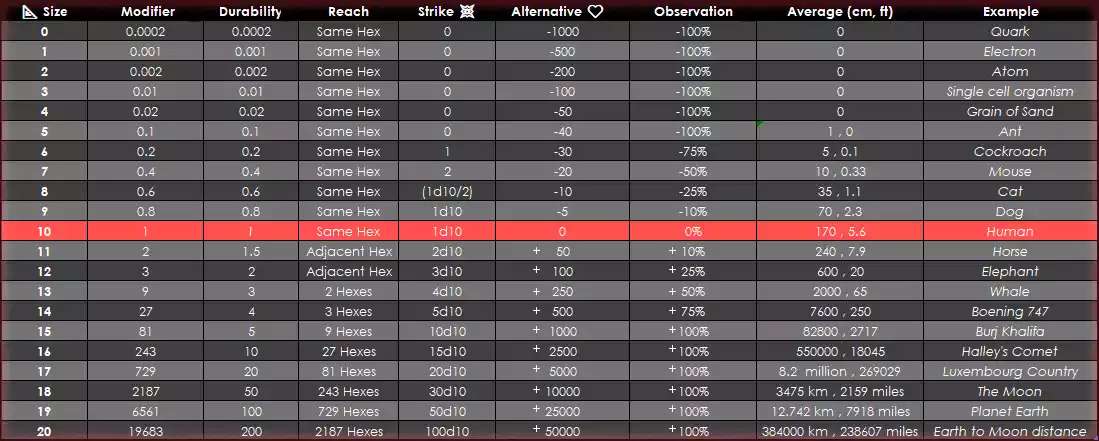 Size Modifier Durability Reach Strike Alternative Observation Average (cm, ft) Example
0 0.0002 0.0002 Same Hex 0 -1000 -100% 0 Quark
1 0.001 0.001 Same Hex 0 -500 -100% 0 Electron
2 0.002 0.002 Same Hex 0 -200 -100% 0 Atom
3 0.01 0.01 Same Hex 0 -100 -100% 0 Single cell organism
4 0.02 0.02 Same Hex 0 -50 -100% 0 Grain of Sand
5 0.1 0.1 Same Hex 0 -40 -100% 1 , 0 Ant
6 0.2 0.2 Same Hex 1 -30 -75% 5 , 0.1 Cockroach
7 0.4 0.4 Same Hex 2 -20 -50% 10 , 0.33 Mouse
8 0.6 0.6 Same Hex (1d10/2) -10 -25% 35 , 1.1 Cat
9 0.8 0.8 Same Hex 1d10 -5 -10% 70 , 2.3 Dog
10 1 1 Same Hex 1d10 0 0% 170 , 5.6 Human
11 2 1.5 Adjacent Hex 2d10 + 50 + 10% 240 , 7.9 Horse
12 3 2 Adjacent Hex 3d10 + 100 + 25% 600 , 20 Elephant
13 9 3 2 Hexes 4d10 + 250 + 50% 2000 , 65 Whale
14 27 4 3 Hexes 5d10 + 500 + 75% 7600 , 250 Boening 747
15 81 5 9 Hexes 10d10 + 1000 +100% 82800 , 2717 Burj Khalifa
16 243 10 27 Hexes 15d10 + 2500 +100% 550000 , 18045 Halley's Comet
17 729 20 81 Hexes 20d10 + 5000 +100% 8.2 million , 269029 Luxembourg Country
18 2187 50 243 Hexes 30d10 + 10000 +100% 3475 km , 2159 miles The Moon
19 6561 100 729 Hexes 50d10 + 25000 +100% 12.742 km , 7918 miles Planet Earth
20 19683 200 2187 Hexes 100d10 + 50000 +100% 384000 km , 238607 miles Earth to Moon distance